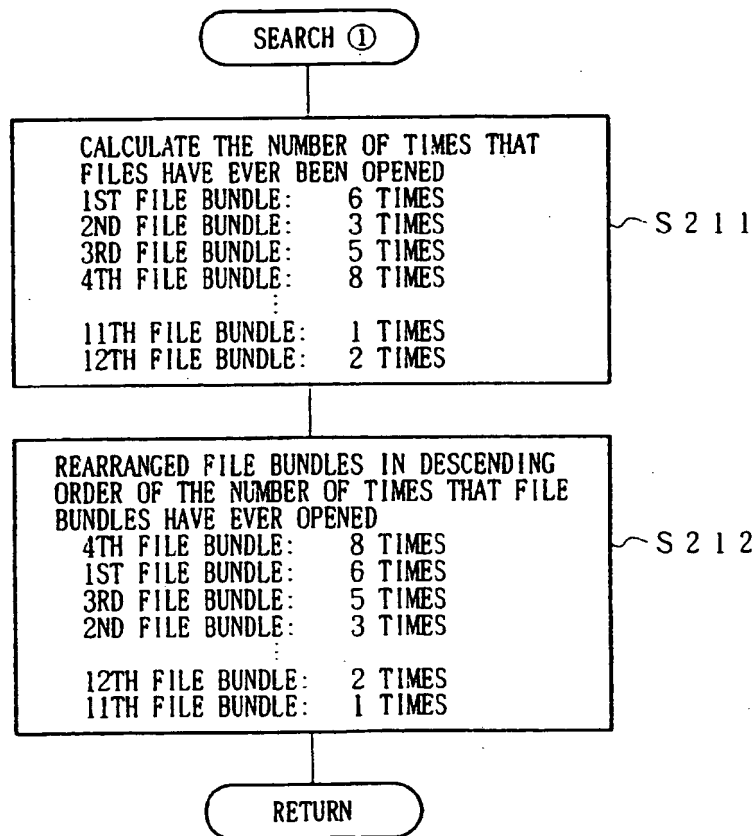 SEARCH ①
CALCULATE THE NUMBER OF TIMES THAT
FILES HAVE EVER BEEN OPENED
1ST FILE BUNDLE: 6 TIMES
2ND FILE BUNDLE: 3 TIMES
3RD FILE BUNDLE: 5 TIMES
4TH FILE BUNDLE: 8 TIMES
⋮
11TH FILE BUNDLE: 1 TIMES
12TH FILE BUNDLE: 2 TIMES
S211
REARRANGED FILE BUNDLES IN DESCENDING
ORDER OF THE NUMBER OF TIMES THAT FILE
BUNDLES HAVE EVER OPENED
4TH FILE BUNDLE: 8 TIMES
1ST FILE BUNDLE: 6 TIMES
3RD FILE BUNDLE: 5 TIMES
2ND FILE BUNDLE: 3 TIMES
⋮
12TH FILE BUNDLE: 2 TIMES
11TH FILE BUNDLE: 1 TIMES
S212
RETURN